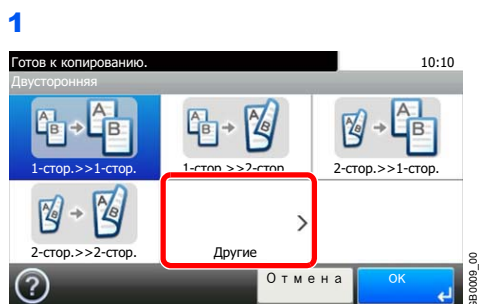 1
Готов к копированию. 10:10
Двусторонняя
1-стор.>>1-стор. 1-стор.>>2-стор. 2-стор.>>1-стор.
2-стор.>>2-стор. Другие
? Отмена OK